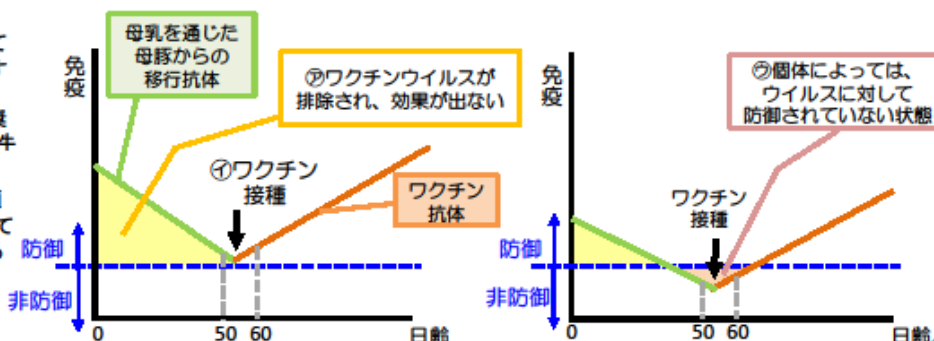 て
牛
て
免疫
母乳を通じた
母豚からの
移行抗体
㋐ワクチンウイルスが
排除され、効果が出ない
㋑ワクチン
接種
ワクチン
抗体
防御
非防御
0
50
60
日齢
免疫
㋒個体によっては、
ウイルスに対して
防御されていない状態
ワクチン
接種
防御
非防御
0
50
60
日齢